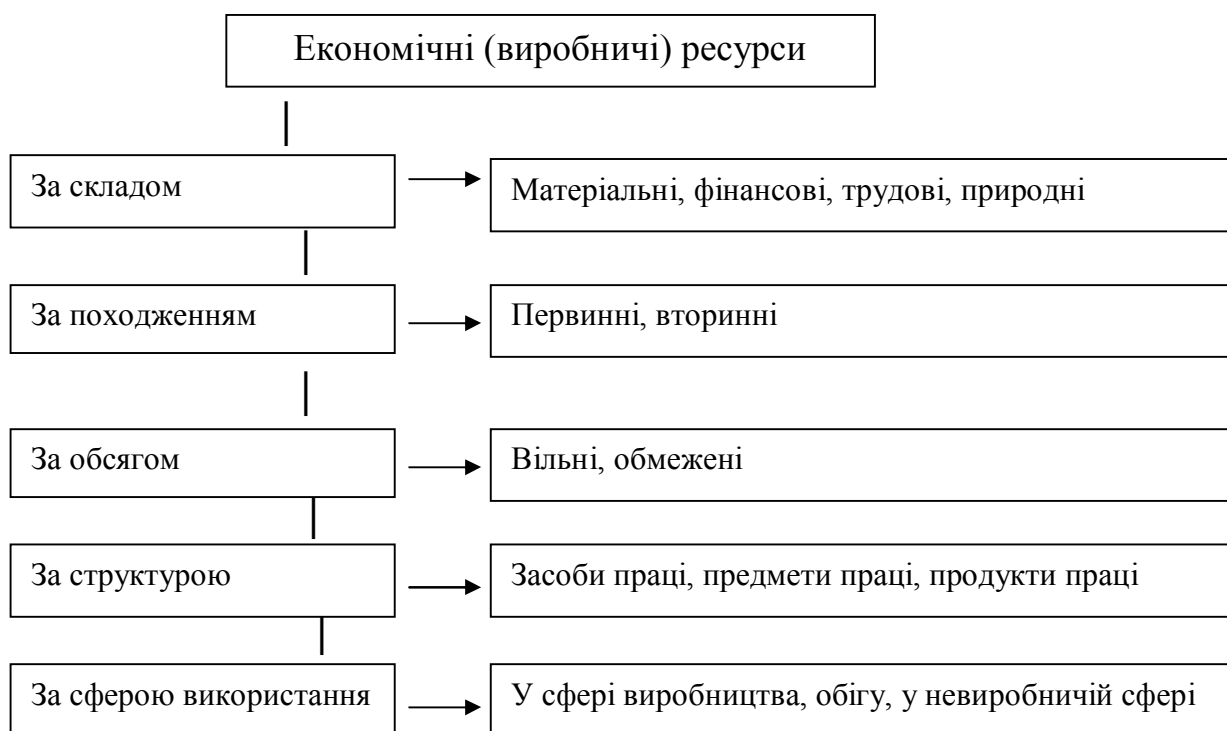 Економічні (виробничі) ресурси
За складом
Матеріальні, фінансові, трудові, природні
За походженням
Первинні, вторинні
За обсягом
Вільні, обмежені
За структурою
Засоби праці, предмети праці, продукти праці
За сферою використання
У сфері виробництва, обігу, у невиробничій сфері